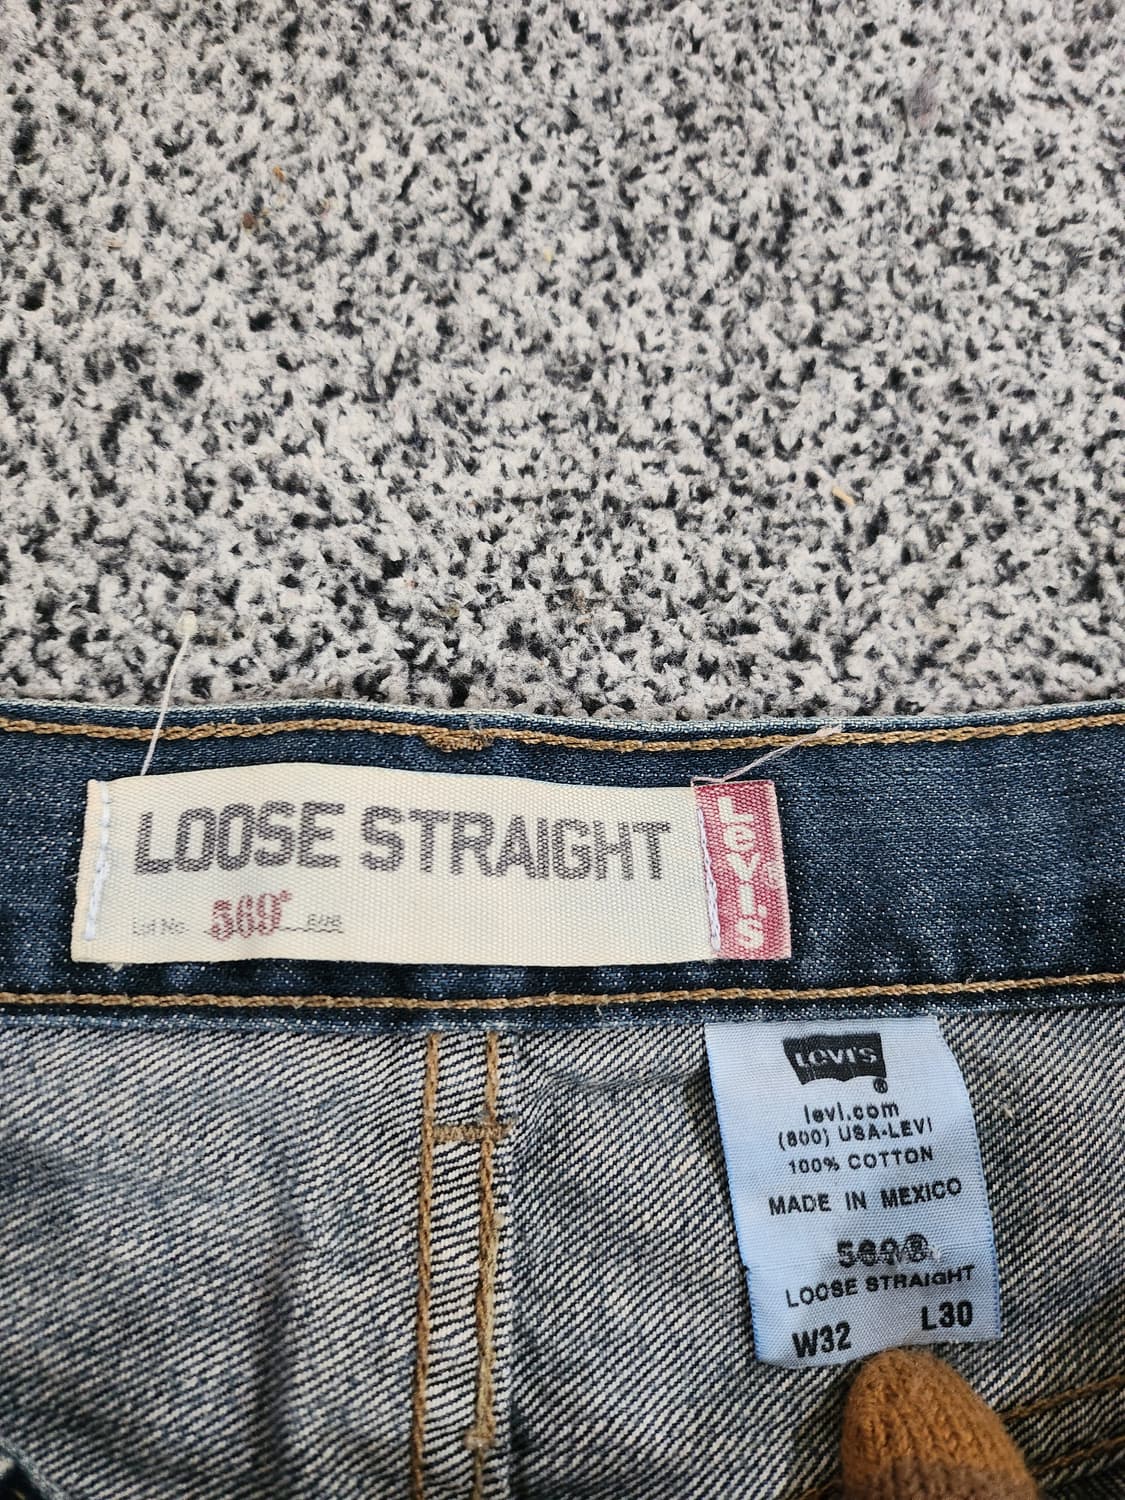 LOOSE STRAIGHT
Lot No. 569*
LEVI'S
LEVI'S
®
levi.com
(800) USA-LEVI
100% COTTON
MADE IN MEXICO
569®
LOOSE STRAIGHT
W32 L30